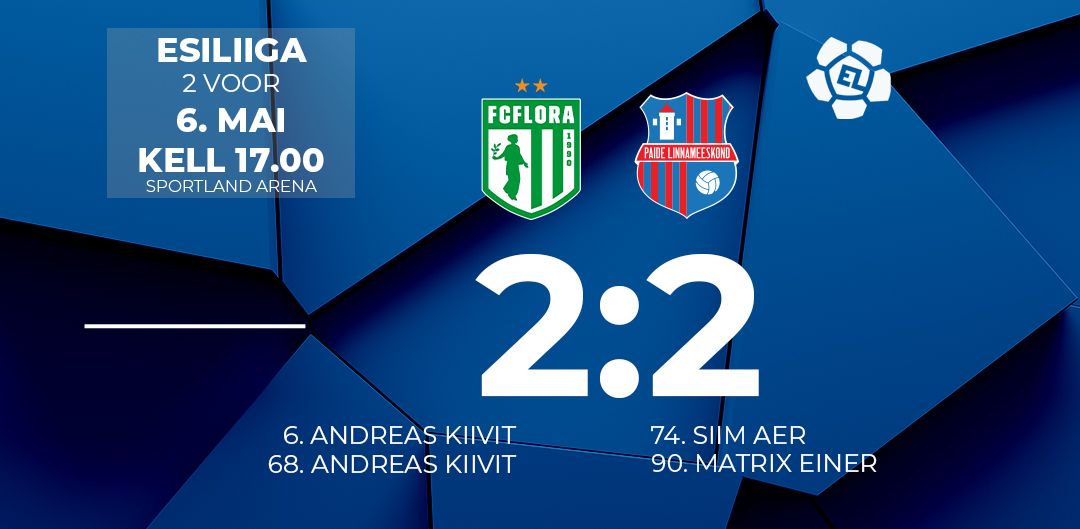 ESILIIGA
2 VOOR
6. MAI
KELL 17.00
SPORTLAND ARENA
EL
FCFLORA
1990
PAIDE LINNAMEESKOND
2:2
6. ANDREAS KIIVIT
68. ANDREAS KIIVIT
74. SIIM AER
90. MATRIX EINER